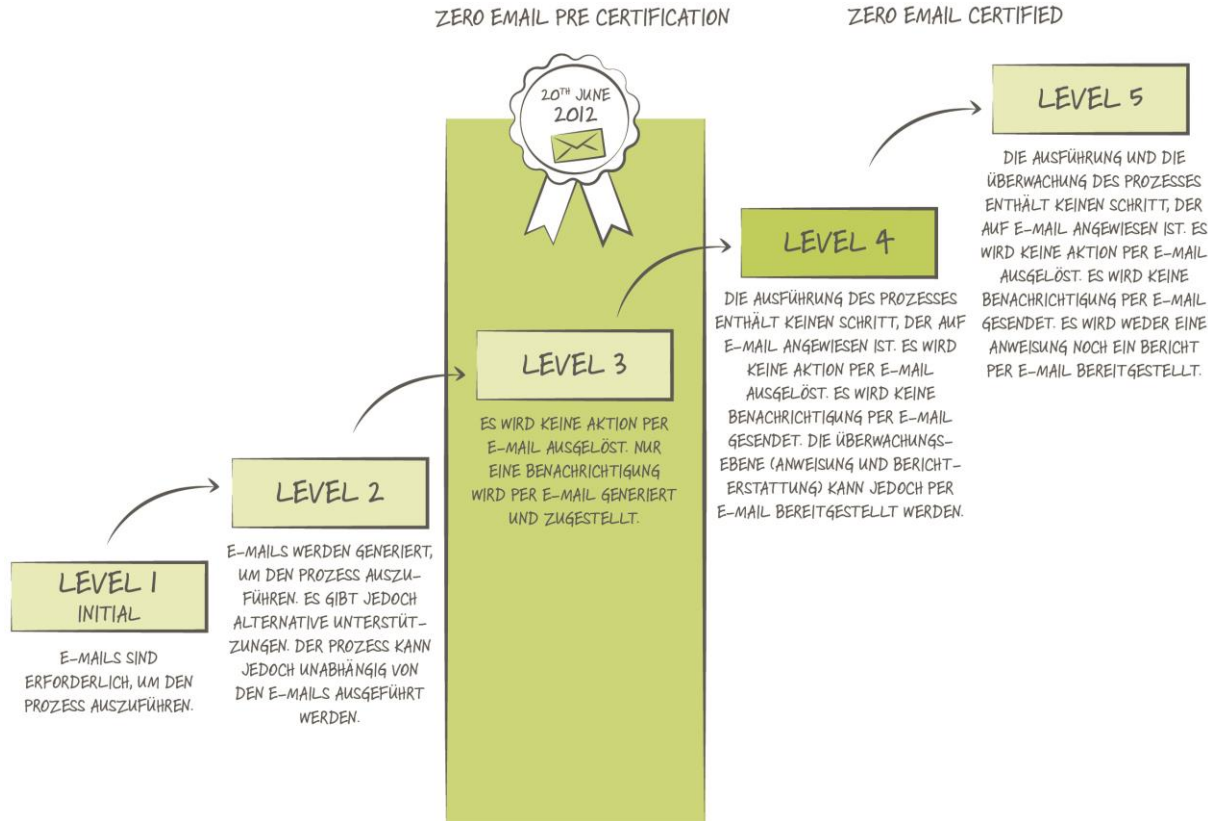 ZERO EMAIL PRE CERTIFICATION
ZERO EMAIL CERTIFIED
20TH JUNE
2012
LEVEL 1
INITIAL
E-MAILS SIND
ERFORDERLICH, UM DEN
PROZESS AUSZUFÜHREN.
LEVEL 2
E-MAILS WERDEN GENERIERT,
UM DEN PROZESS AUSZU-
FÜHREN. ES GIBT JEDOCH
ALTERNATIVE UNTERSTÜT-
ZUNGEN. DER PROZESS KANN
JEDOCH UNABHÄNGIG VON
DEN E-MAILS AUSGEFÜHRT
WERDEN.
LEVEL 3
ES WIRD KEINE AKTION PER
E-MAIL AUSGELÖST. NUR
EINE BENACHRICHTIGUNG
WIRD PER E-MAIL GENERIERT
UND ZUGESTELLT.
LEVEL 4
DIE AUSFÜHRUNG DES PROZESSES
ENTHÄLT KEINEN SCHRITT, DER AUF
E-MAIL ANGEWIESEN IST. ES WIRD
KEINE AKTION PER E-MAIL
AUSGELÖST. ES WIRD KEINE
BENACHRICHTIGUNG PER E-MAIL
GESENDET. DIE ÜBERWACHUNGS-
EBENE (ANWEISUNG UND BERICHT-
ERSTATTUNG) KANN JEDOCH PER
E-MAIL BEREITGESTELLT WERDEN.
LEVEL 5
DIE AUSFÜHRUNG UND DIE
ÜBERWACHUNG DES PROZESSES
ENTHÄLT KEINEN SCHRITT, DER
AUF E-MAIL ANGEWIESEN IST. ES
WIRD KEINE AKTION PER E-MAIL
AUSGELÖST. ES WIRD KEINE
BENACHRICHTIGUNG PER E-MAIL
GESENDET. ES WIRD WEDER EINE
ANWEISUNG NOCH EIN BERICHT
PER E-MAIL BEREITGESTELLT.